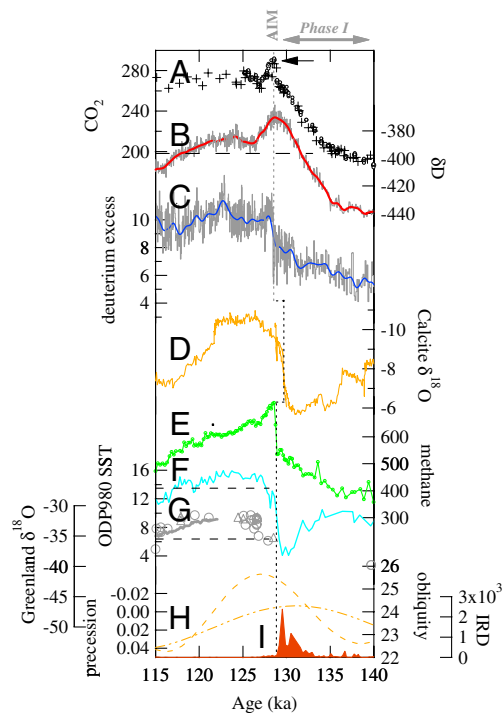 AIM
Phase I
A
280
CO2
240
B
-380
200
-400
δD
-420
C
-440
10
deuterium excess
8
6
4
D
-10
Calcite δ18O
-8
-6
E
600
methane
500
16
F
400
ODP980 SST
12
-30
G
300
Greenland δ18O
8
-35
4
-40
26
-45
-0.02
25
obliquity
-50
0.00
24
3x10^3
precession
0.02
H
2
IRD
0.04
I
23
1
22
0
115 120 125 130 135 140
Age (ka)